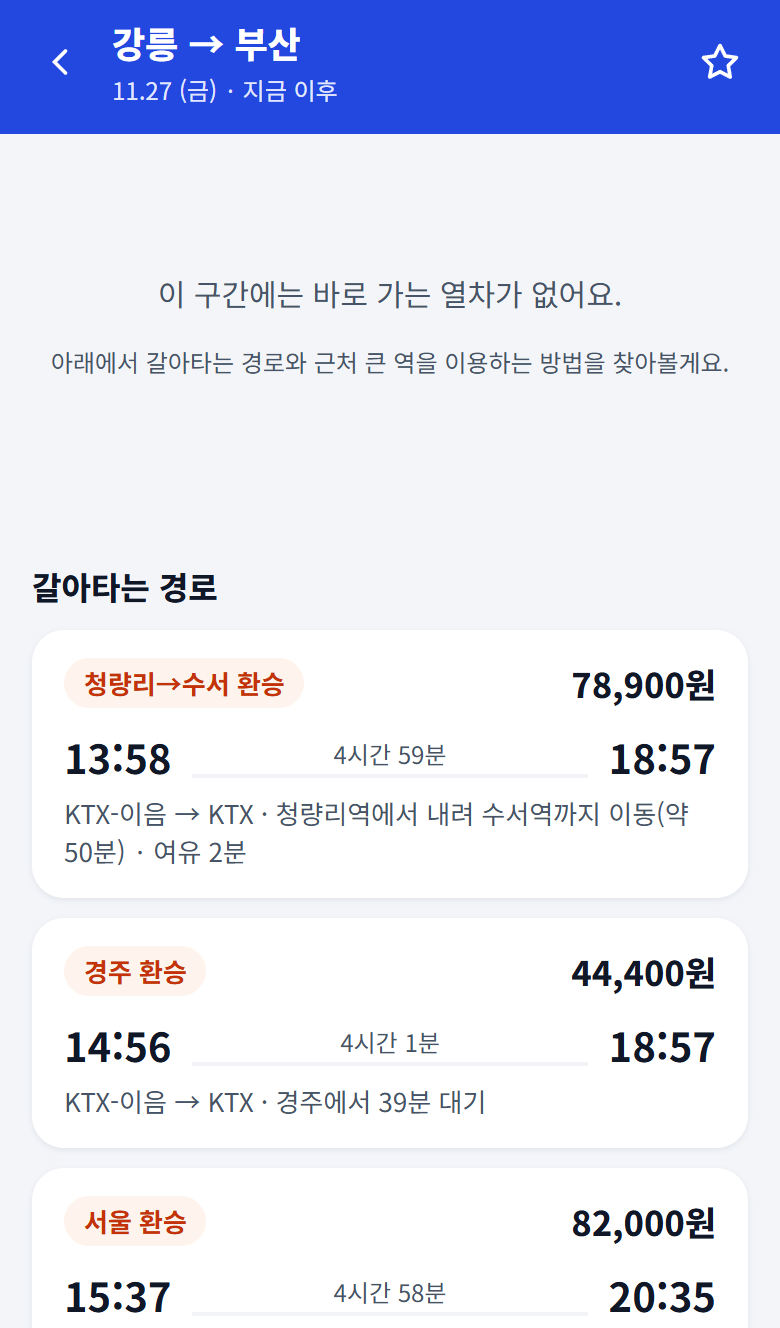 강릉 → 부산
11.27 (금) · 지금 이후
이 구간에는 바로 가는 열차가 없어요.
아래에서 갈아타는 경로와 근처 큰 역을 이용하는 방법을 찾아볼게요.
갈아타는 경로
청량리→수서 환승
78,900원
13:58
4시간 59분
18:57
KTX-이음 → KTX · 청량리역에서 내려 수서역까지 이동(약
50분) · 여유 2분
경주 환승
44,400원
14:56
4시간 1분
18:57
KTX-이음 → KTX · 경주에서 39분 대기
서울 환승
82,000원
15:37
4시간 58분
20:35